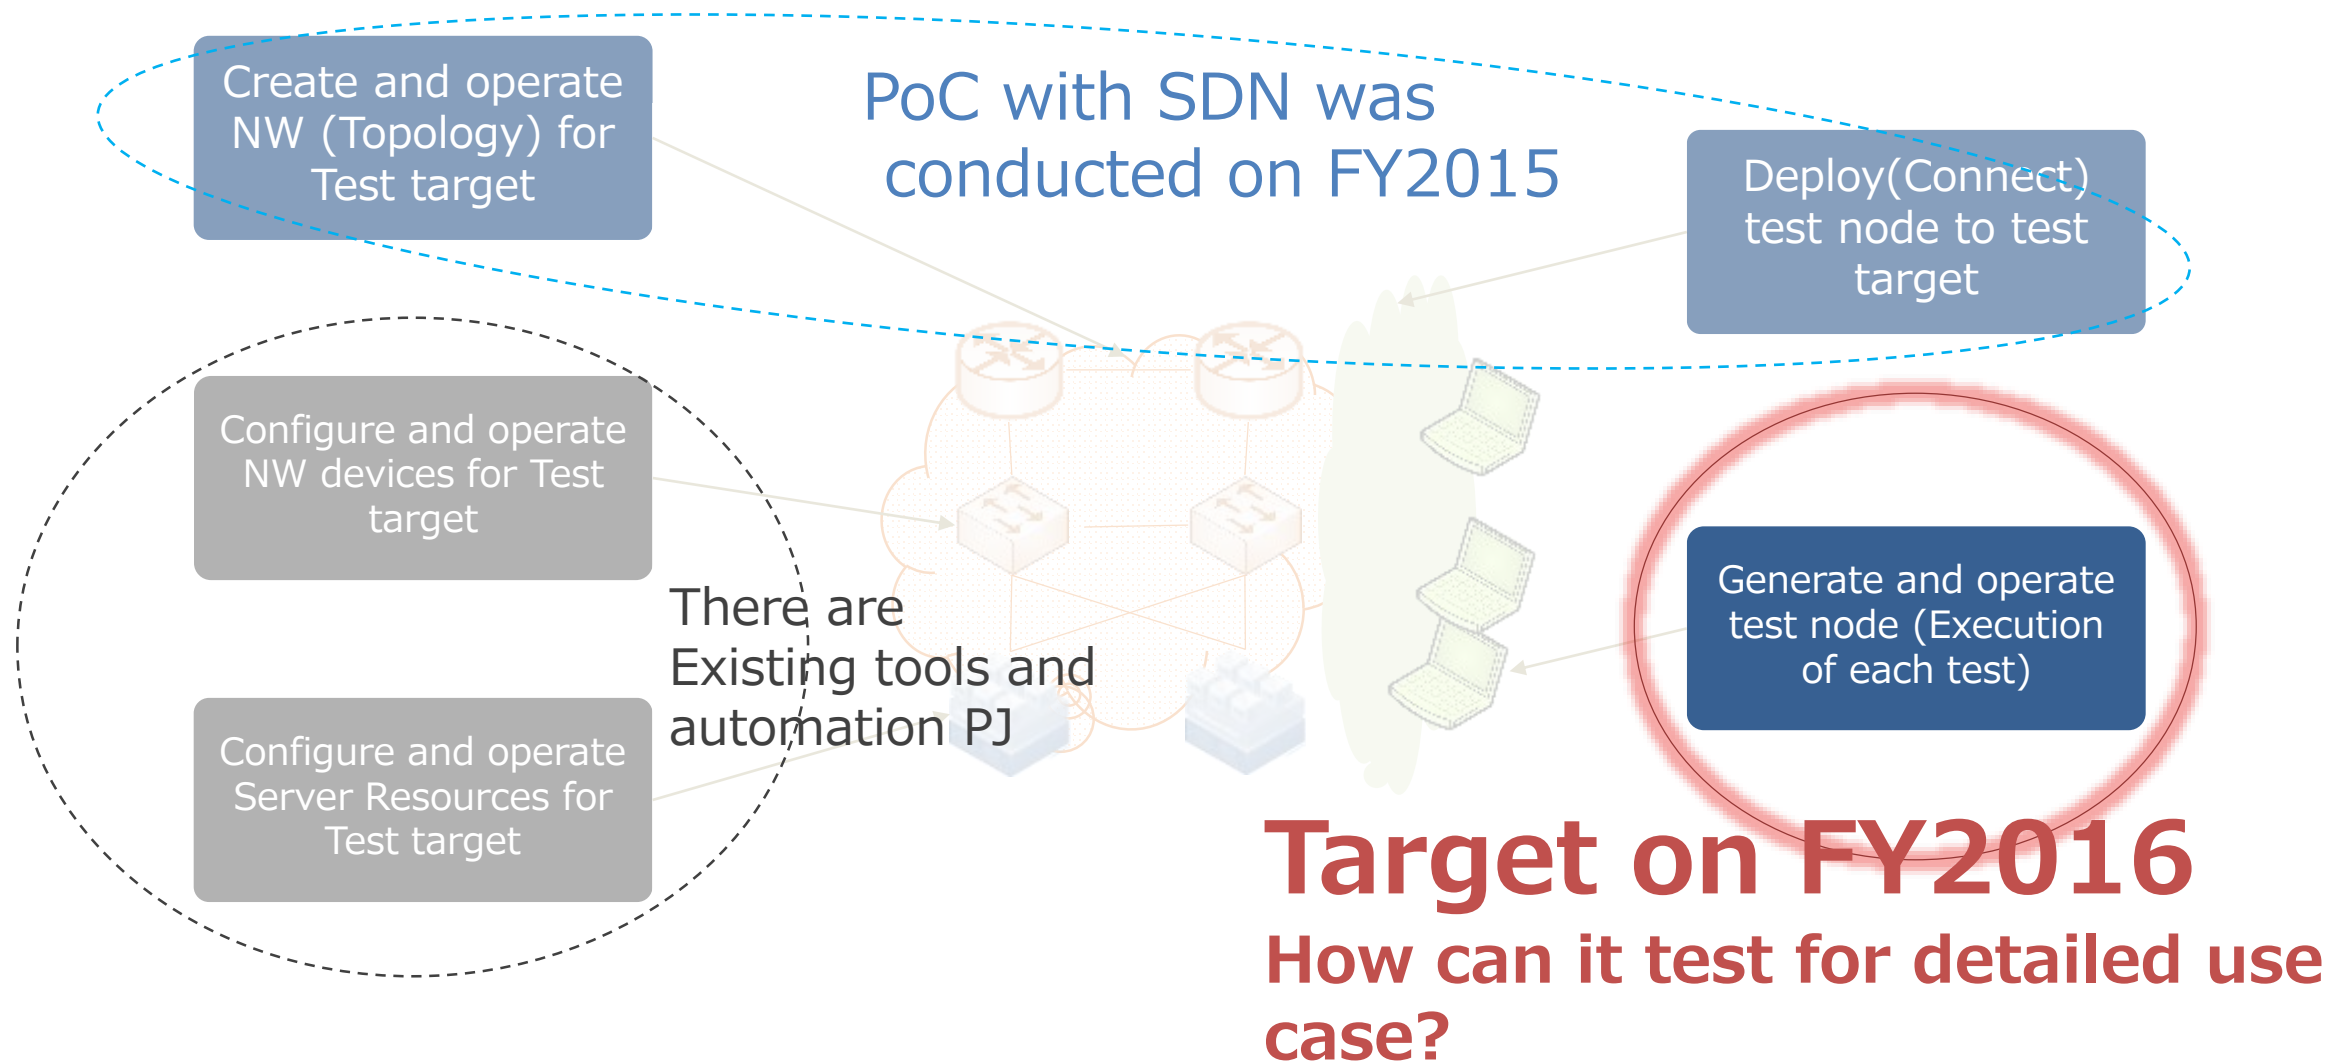 Create and operate
NW (Topology) for
Test target
PoC with SDN was
conducted on FY2015
Deploy(Connect)
test node to test
target
Configure and operate
NW devices for Test
target
There are
Existing tools and
automation PJ
Generate and operate
test node (Execution
of each test)
Configure and operate
Server Resources for
Test target
Target on FY2016
How can it test for detailed use
case?